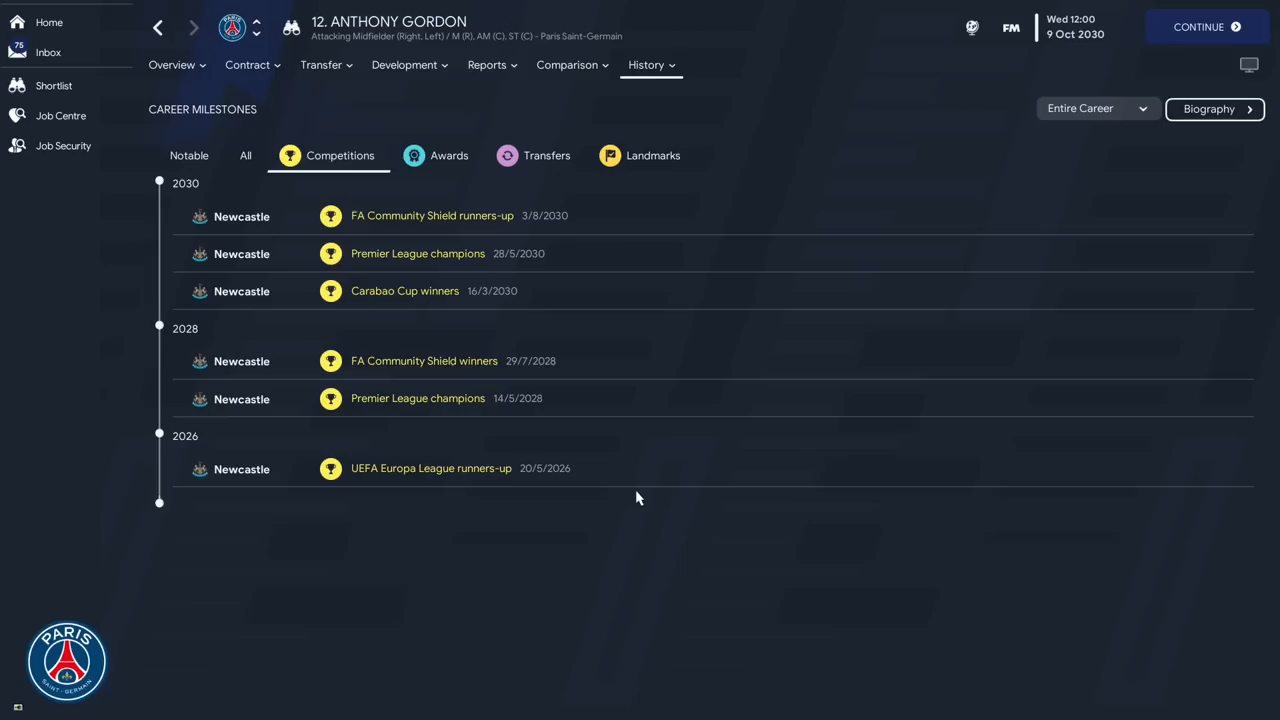 Home
75
Inbox
Shortlist
Job Centre
Job Security
12. ANTHONY GORDON
Attacking Midfielder (Right, Left) / M (R), AM (C), ST (C) - Paris Saint-Germain
FM
Wed 12:00
9 Oct 2030
CONTINUE
Overview
Contract
Transfer
Development
Reports
Comparison
History
CAREER MILESTONES
Entire Career
Biography
Notable
All
Competitions
Awards
Transfers
Landmarks
2030
Newcastle FA Community Shield runners-up 3/8/2030
Newcastle Premier League champions 28/5/2030
Newcastle Carabao Cup winners 16/3/2030
2028
Newcastle FA Community Shield winners 29/7/2028
Newcastle Premier League champions 14/5/2028
2026
Newcastle UEFA Europa League runners-up 20/5/2026
PARIS
SAINT-GERMAIN